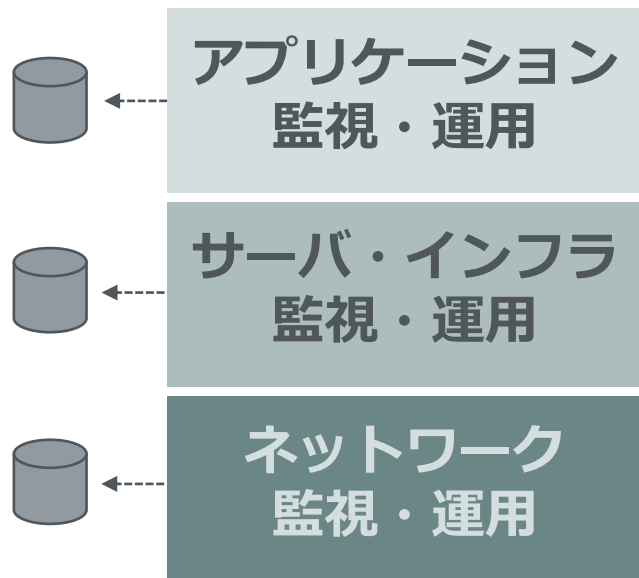 アプリケーション
監視・運用
サーバ・インフラ
監視・運用
ネットワーク
監視・運用